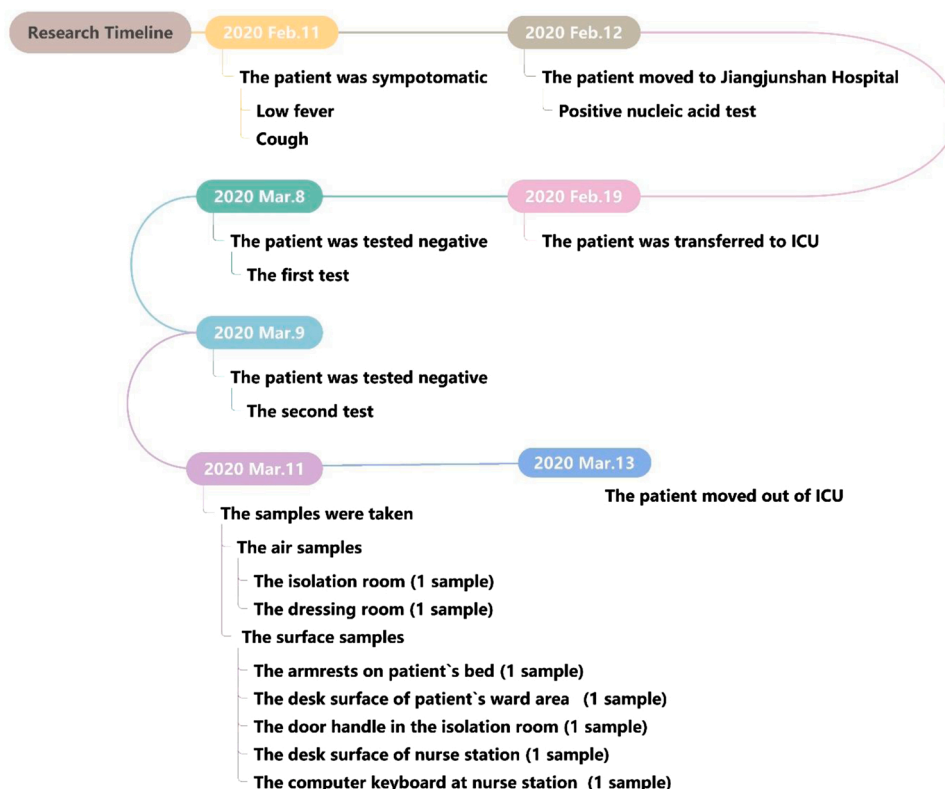 Research Timeline
2020 Feb.11
2020 Feb.12
The patient was sympotomatic
Low fever
Cough
The patient moved to Jiangjunshan Hospital
Positive nucleic acid test
2020 Mar.8
2020 Feb.19
The patient was tested negative
The first test
The patient was transferred to ICU
2020 Mar.9
The patient was tested negative
The second test
2020 Mar.11
2020 Mar.13
The patient moved out of ICU
The samples were taken
The air samples
The isolation room (1 sample)
The dressing room (1 sample)
The surface samples
The armrests on patient`s bed (1 sample)
The desk surface of patient`s ward area (1 sample)
The door handle in the isolation room (1 sample)
The desk surface of nurse station (1 sample)
The computer keyboard at nurse station (1 sample)